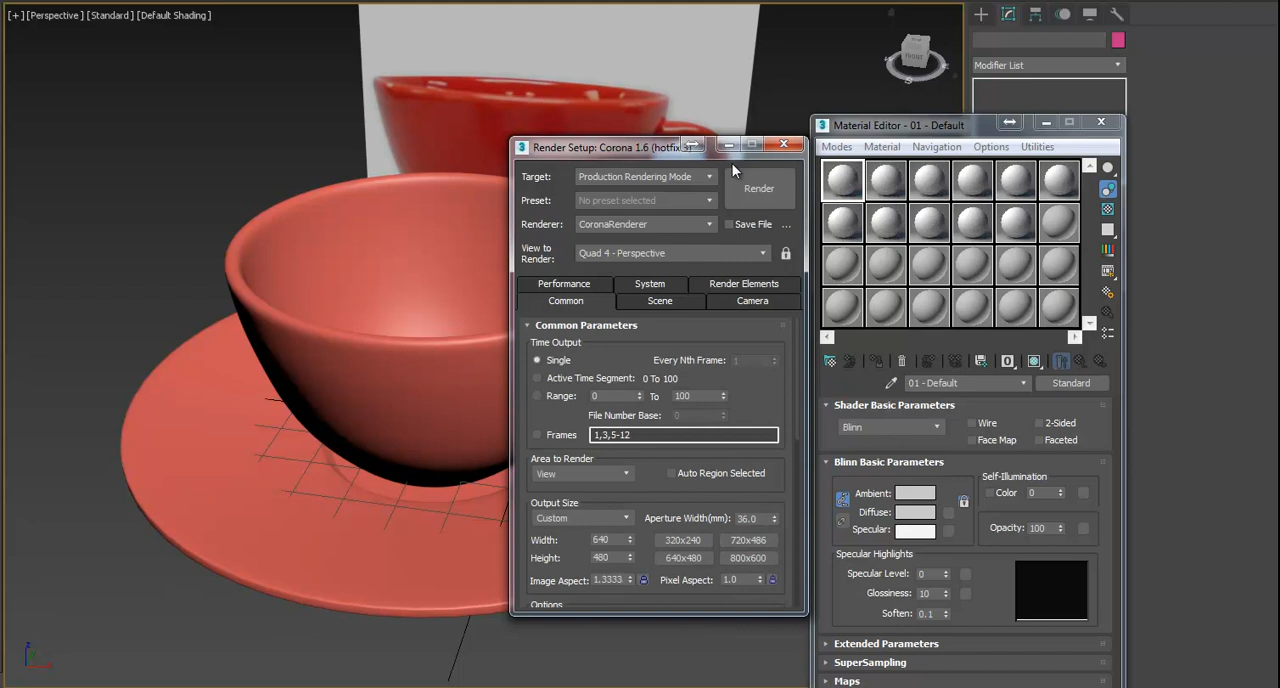 [+] [Perspective] [Standard] [Default Shading]
Modifier List
Render Setup: Corona 1.6 (hotfix 3)
Target:
Production Rendering Mode
Render
Preset:
No preset selected
Renderer:
CoronaRenderer
Save File
...
View to
Render:
Quad 4 - Perspective
Performance
System
Render Elements
Common
Scene
Camera
Common Parameters
Time Output
Single
Every Nth Frame:
1
Active Time Segment:
0 To 100
Range:
0
To
100
File Number Base:
0
Frames
1,3,5-12
Area to Render
View
Auto Region Selected
Output Size
Custom
Aperture Width(mm):
36.0
Width:
640
320x240
720x486
Height:
480
640x480
800x600
Image Aspect:
1.3333
Pixel Aspect:
1.0
Options
Material Editor - 01 - Default
Modes
Material
Navigation
Options
Utilities
01 - Default
Standard
Shader Basic Parameters
Blinn
Wire
2-Sided
Face Map
Faceted
Blinn Basic Parameters
Self-Illumination
Ambient:
Color
0
Diffuse:
Specular:
Opacity:
100
Specular Highlights
Specular Level:
0
Glossiness:
10
Soften:
0.1
Extended Parameters
SuperSampling
Maps